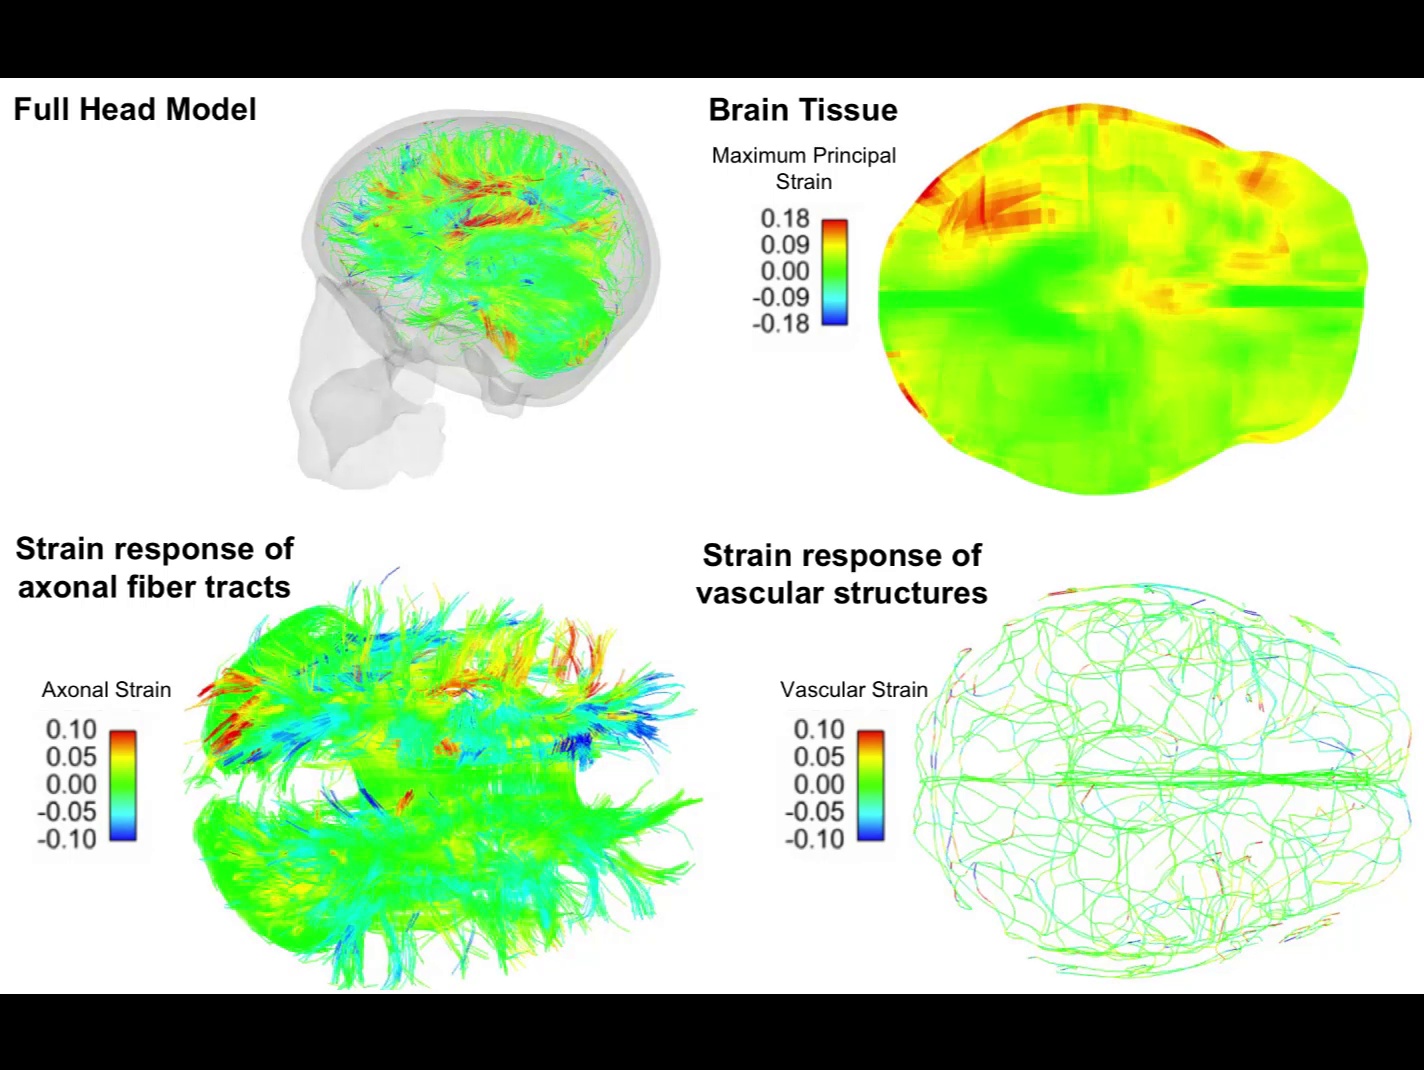 Full Head Model
Brain Tissue
Maximum Principal
Strain
0.18
0.09
0.00
-0.09
-0.18
Strain response of
axonal fiber tracts
Axonal Strain
0.10
0.05
0.00
-0.05
-0.10
Strain response of
vascular structures
Vascular Strain
0.10
0.05
0.00
-0.05
-0.10